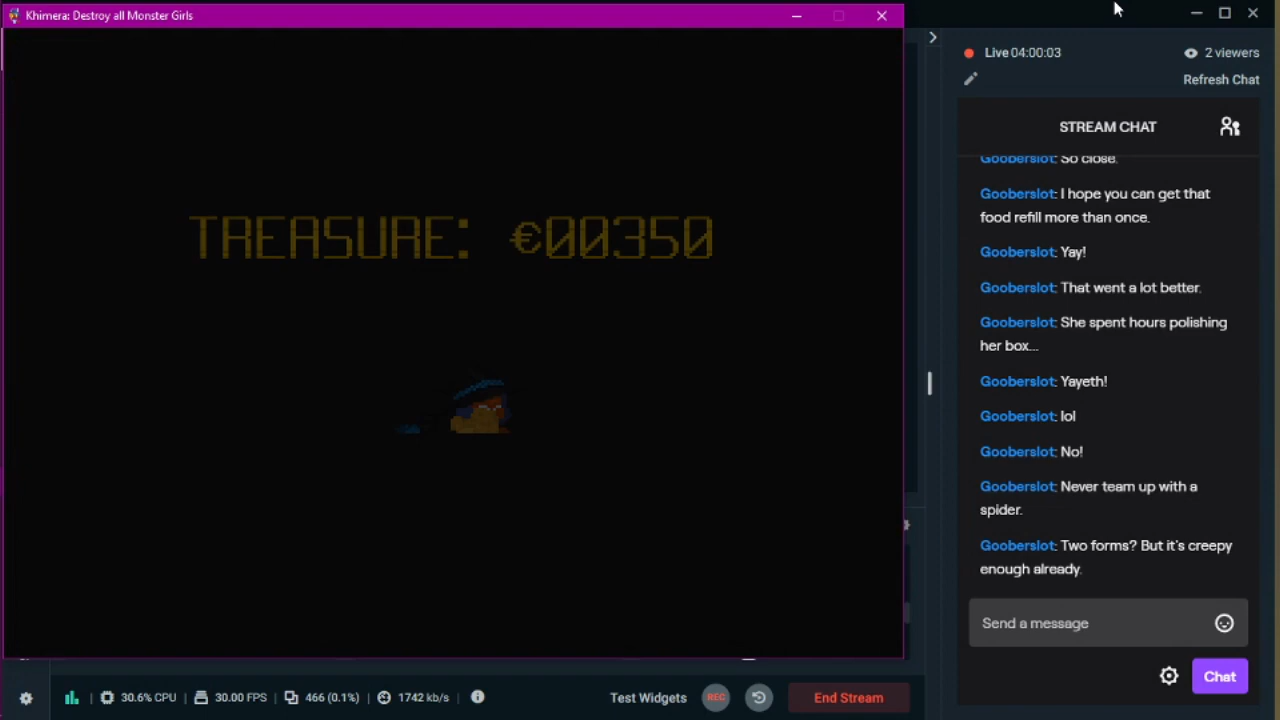 Khimera: Destroy all Monster Girls
TREASURE: €00350
Live 04:00:03
2 viewers
Refresh Chat
STREAM CHAT
Gooberslot: So close.
Gooberslot: I hope you can get that
food refill more than once.
Gooberslot: Yay!
Gooberslot: That went a lot better.
Gooberslot: She spent hours polishing
her box...
Gooberslot: Yayeth!
Gooberslot: lol
Gooberslot: No!
Gooberslot: Never team up with a
spider.
Gooberslot: Two forms? But it's creepy
enough already.
Send a message
Chat
30.6% CPU
30.00 FPS
466 (0.1%)
1742 kb/s
Test Widgets
REC
End Stream